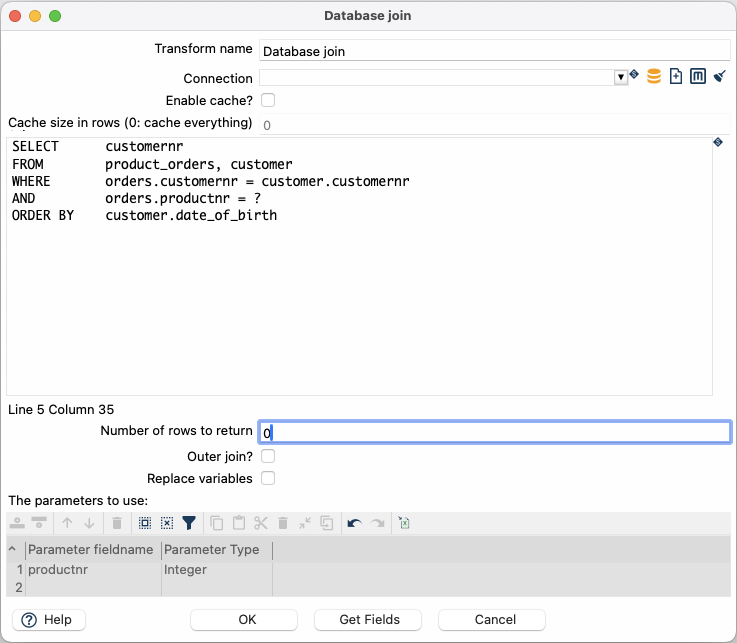 Database join
Transform name Database join
Connection
Enable cache?
Cache size in rows (0: cache everything) 0
SELECT customernr
FROM product_orders, customer
WHERE orders.customernr = customer.customernr
AND orders.productnr = ?
ORDER BY customer.date_of_birth
Line 5 Column 35
Number of rows to return 0
Outer join?
Replace variables
The parameters to use:
Parameter fieldname Parameter Type
1 productnr Integer
2
Help OK Get Fields Cancel